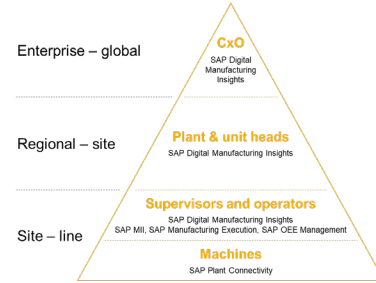 Enterprise – global
CxO
SAP Digital
Manufacturing
Insights
Regional – site
Plant & unit heads
SAP Digital Manufacturing Insights
Site – line
Supervisors and operators
SAP Digital Manufacturing Insights
SAP MII, SAP Manufacturing Execution, SAP OEE Management
Machines
SAP Plant Connectivity